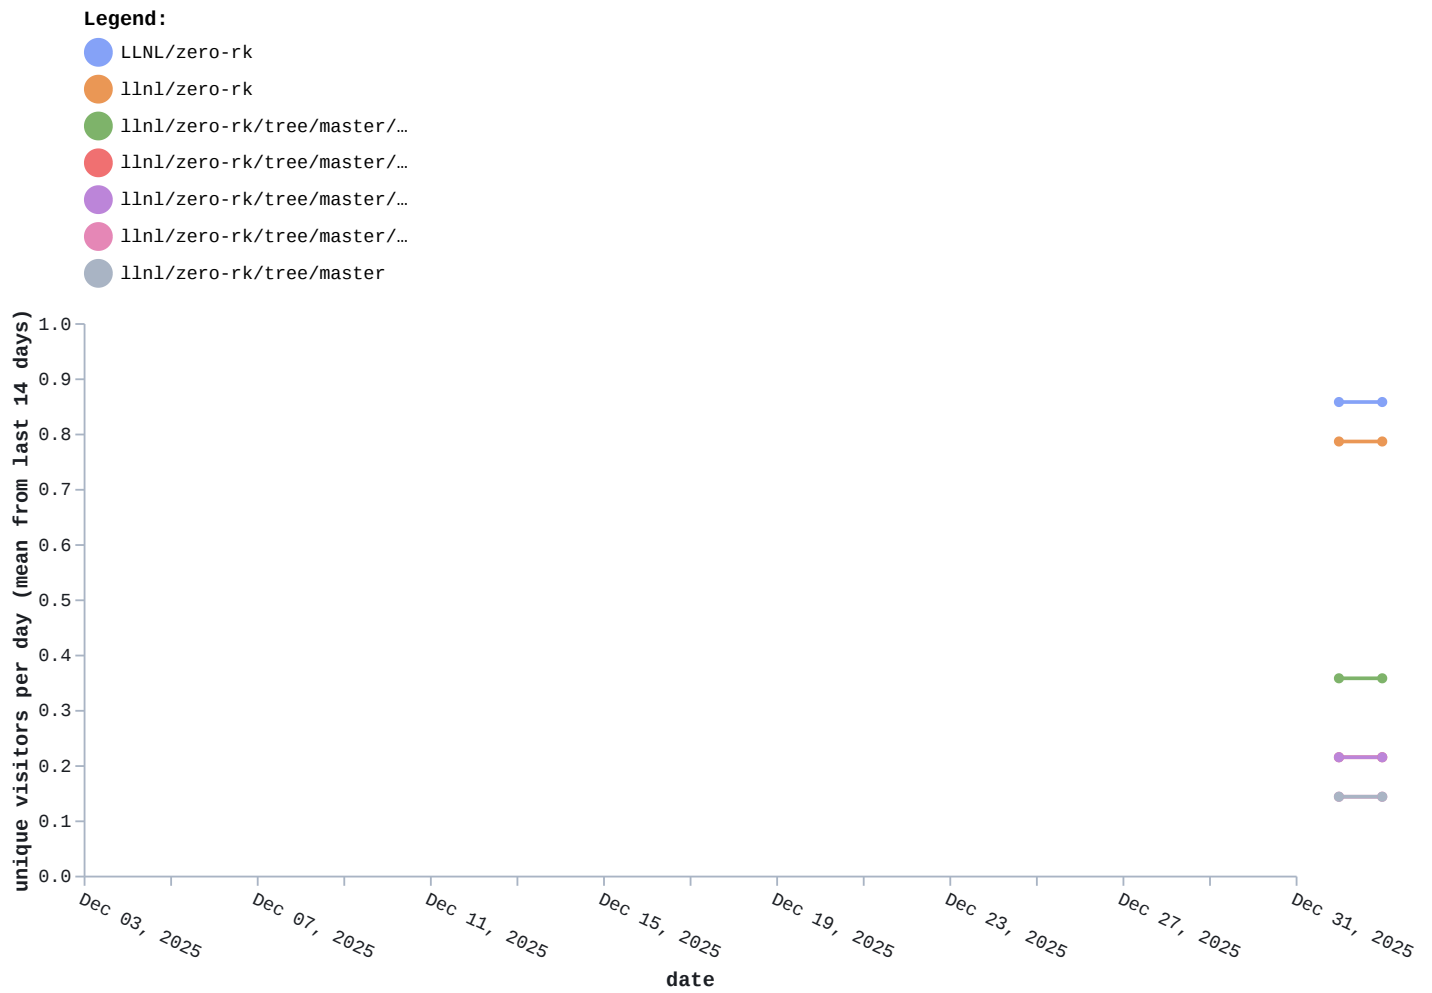 Legend:
LLNL/zero-rk
llnl/zero-rk
llnl/zero-rk/tree/master/…
llnl/zero-rk/tree/master/…
llnl/zero-rk/tree/master/…
llnl/zero-rk/tree/master/…
llnl/zero-rk/tree/master
unique visitors per day (mean from last 14 days)
1.0
0.9
0.8
0.7
0.6
0.5
0.4
0.3
0.2
0.1
0.0
Dec 03, 2025
Dec 07, 2025
Dec 11, 2025
Dec 15, 2025
Dec 19, 2025
Dec 23, 2025
Dec 27, 2025
Dec 31, 2025
date